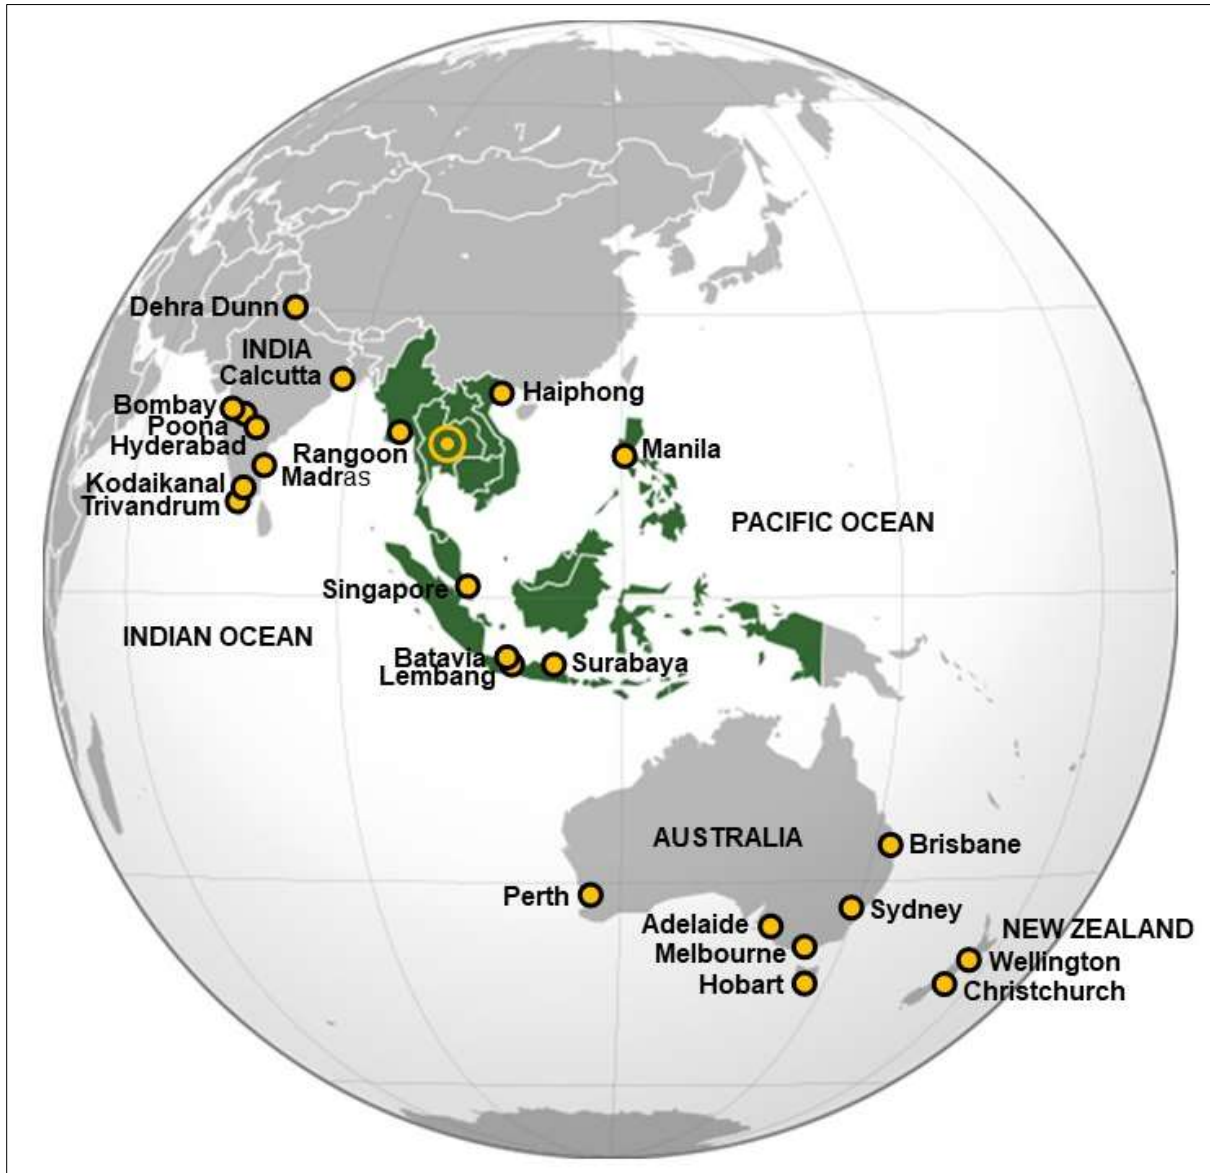 Dehra Dunn
INDIA
Calcutta
Haiphong
Bombay
Poona
Hyderabad
Rangoon
Manila
Madras
Kodaikanal
Trivandrum
PACIFIC OCEAN
Singapore
INDIAN OCEAN
Batavia
Lembang
Surabaya
AUSTRALIA
Brisbane
Perth
Sydney
Adelaide
NEW ZEALAND
Melbourne
Wellington
Hobart
Christchurch